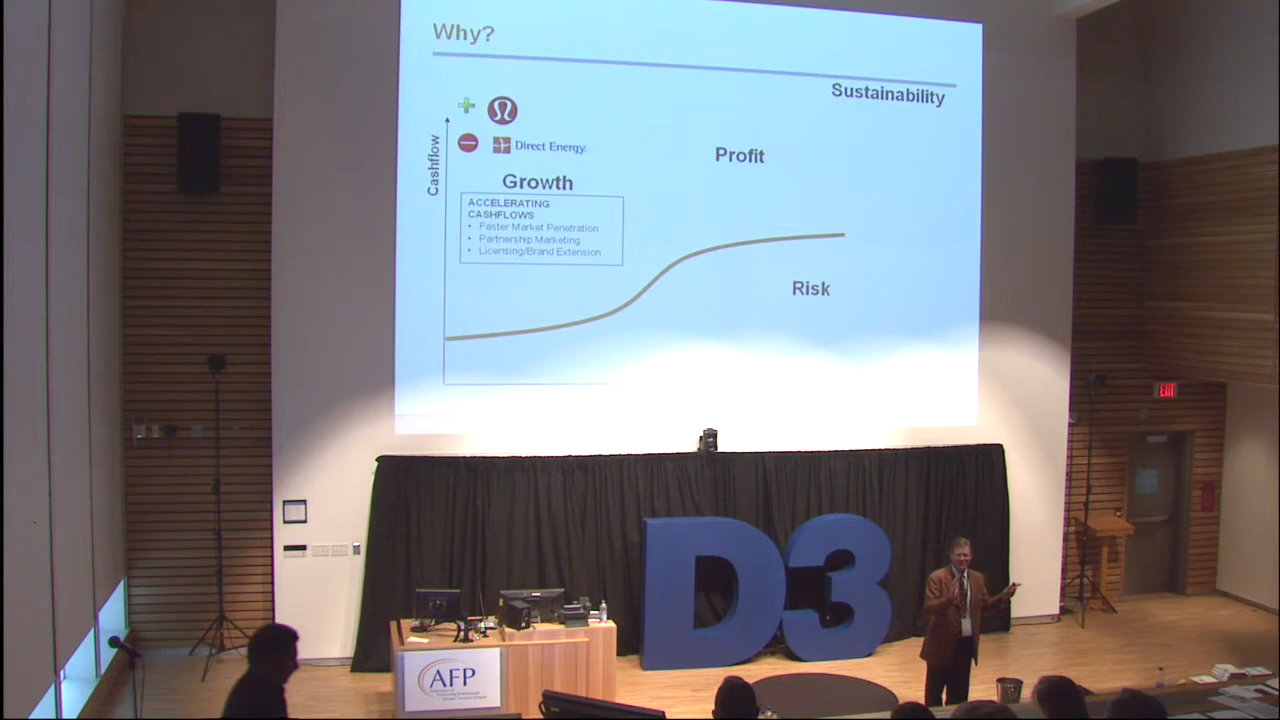 Why?
Sustainability
Direct Energy.
Profit
Cashflow
Growth
ACCELERATING
CASHFLOWS
• Faster Market Penetration
• Partnership Marketing
• Licensing/Brand Extension
Risk
EXIT
D3
AFP